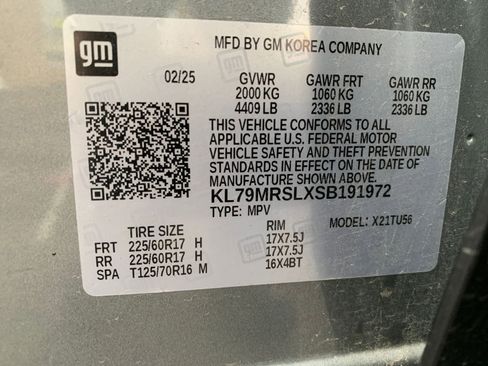 gm
MFD BY GM KOREA COMPANY
02/25 GVWR GAWR FRT GAWR RR
2000 KG 1060 KG 1060 KG
4409 LB 2336 LB 2336 LB
THIS VEHICLE CONFORMS TO ALL
APPLICABLE U.S. FEDERAL MOTOR
VEHICLE SAFETY AND THEFT PREVENTION
STANDARDS IN EFFECT ON THE DATE OF
MANUFACTURE SHOWN ABOVE.
KL79MRSLXSB191972
TYPE: MPV MODEL: X21TU56
TIRE SIZE RIM
FRT 225/60R17 H 17X7.5J
RR 225/60R17 H 17X7.5J
SPA T125/70R16 M 16X4BT